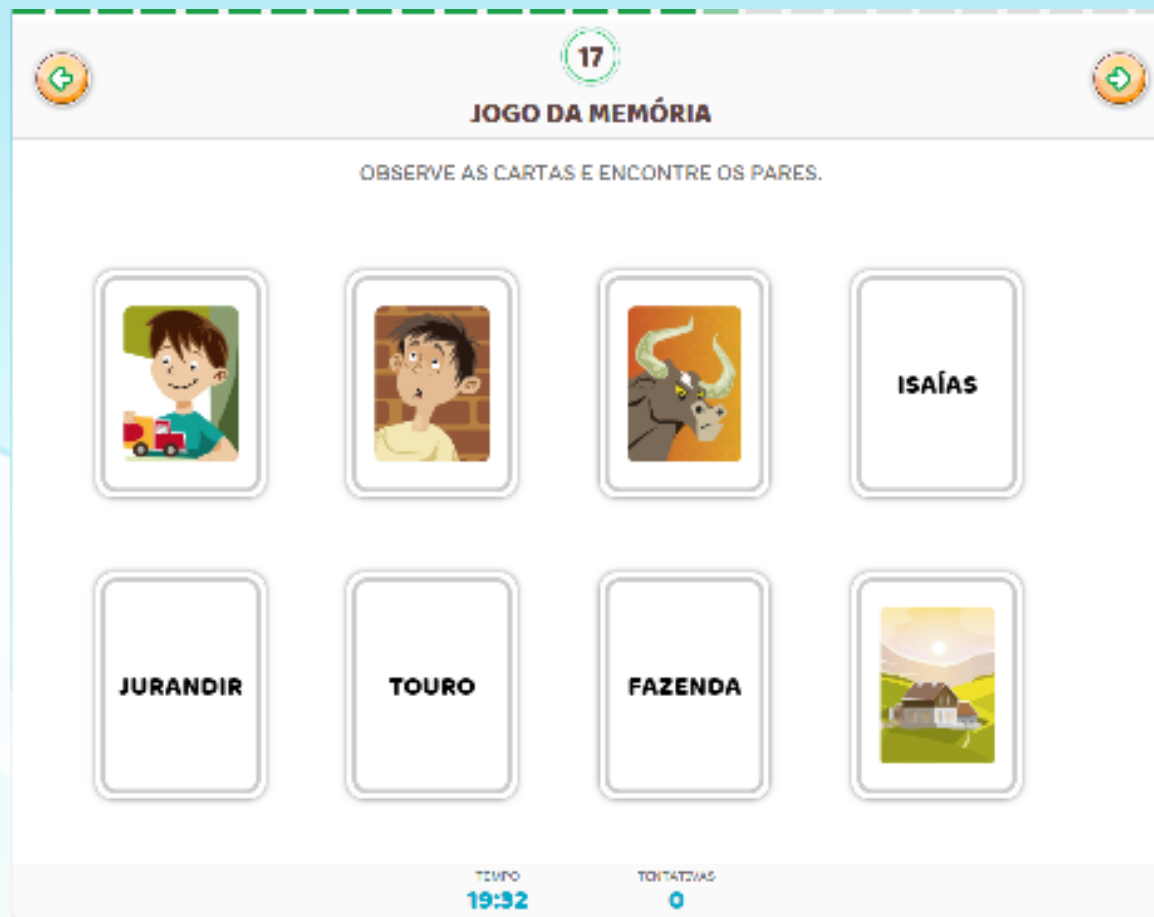 17
JOGO DA MEMÓRIA
OBSERVE AS CARTAS E ENCONTRE OS PARES.
ISAÍAS
JURANDIR
TOURO
FAZENDA
TEMPO
19:32
TENTATIVAS
0